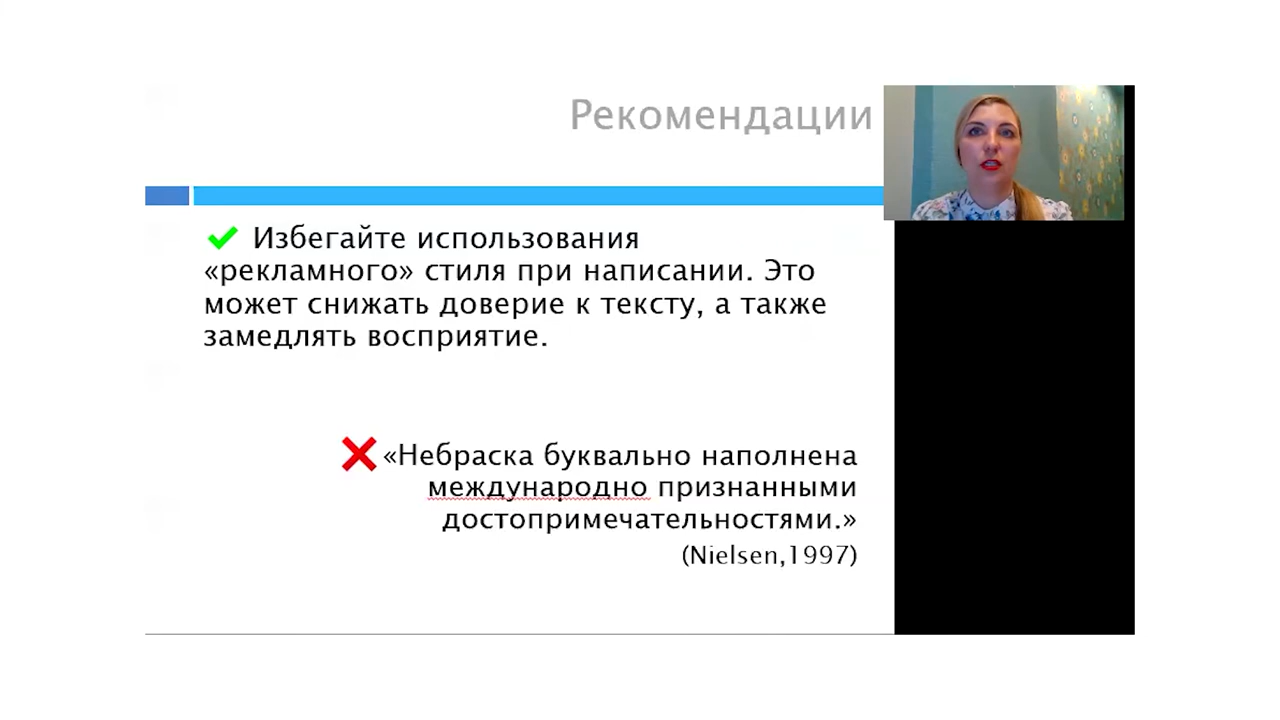 Рекомендации
Избегайте использования
«рекламного» стиля при написании. Это
может снижать доверие к тексту, а также
замедлять восприятие.
«Небраска буквально наполнена
международно признанными
достопримечательностями.»
(Nielsen,1997)